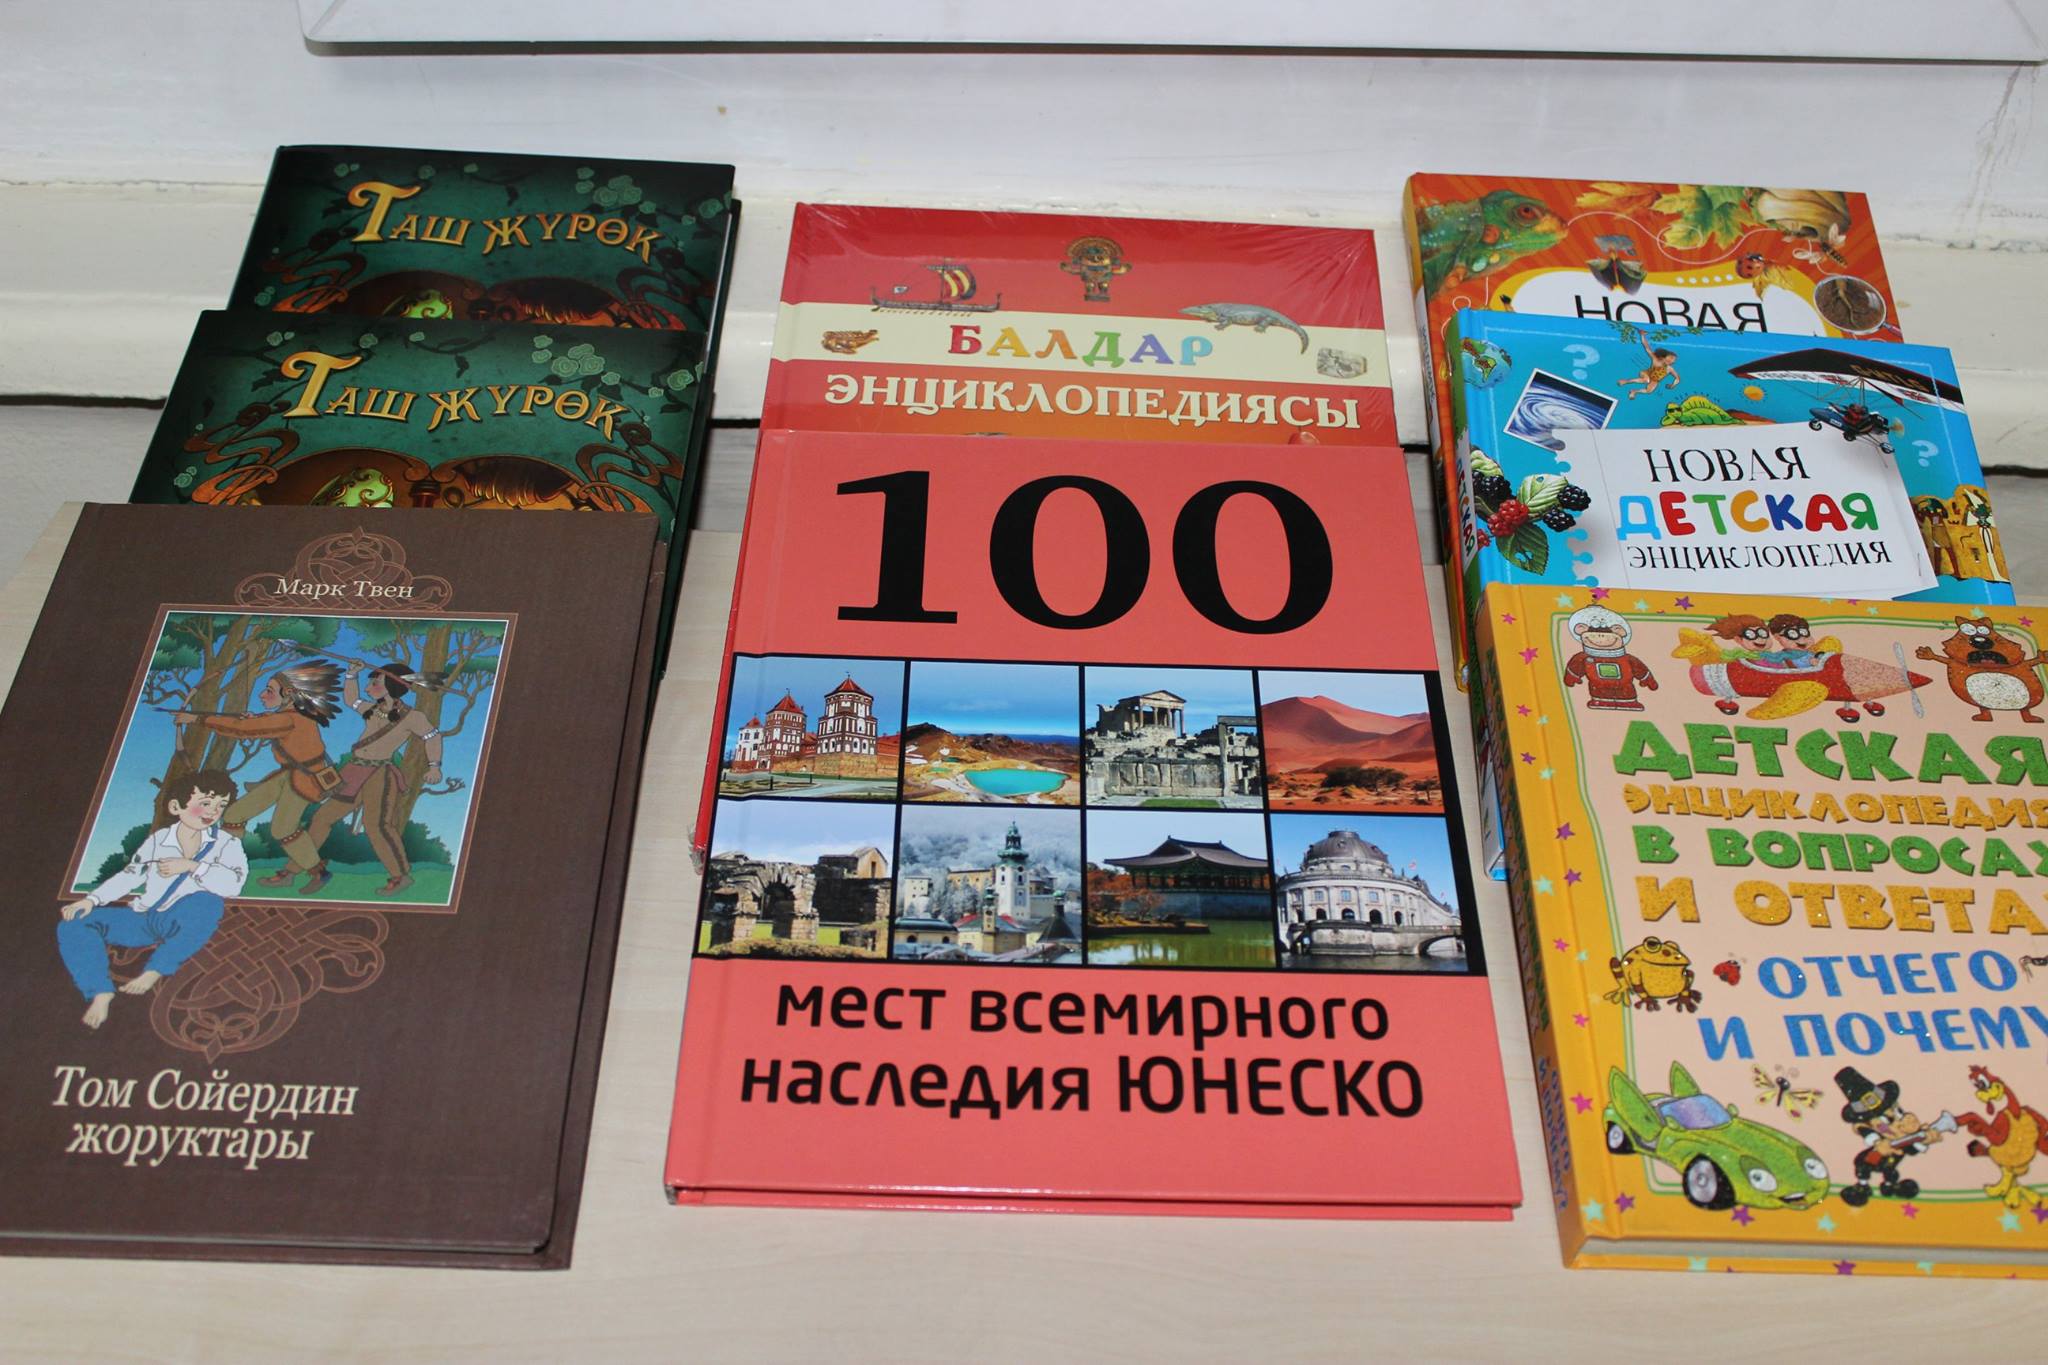 Таш жүрөк
Таш жүрөк
Марк Твен
Том Сойердин
жоруктары
БАЛДАР
ЭНЦИКЛОПЕДИЯСЫ
100
мест всемирного
наследия ЮНЕСКО
НОВАЯ
НОВАЯ
ДЕТСКАЯ
ЭНЦИКЛОПЕДИЯ
ДЕТСКАЯ
ЭНЦИКЛОПЕДИЯ
В ВОПРОСАХ
И ОТВЕТА
ОТЧЕГО
И ПОЧЕМУ